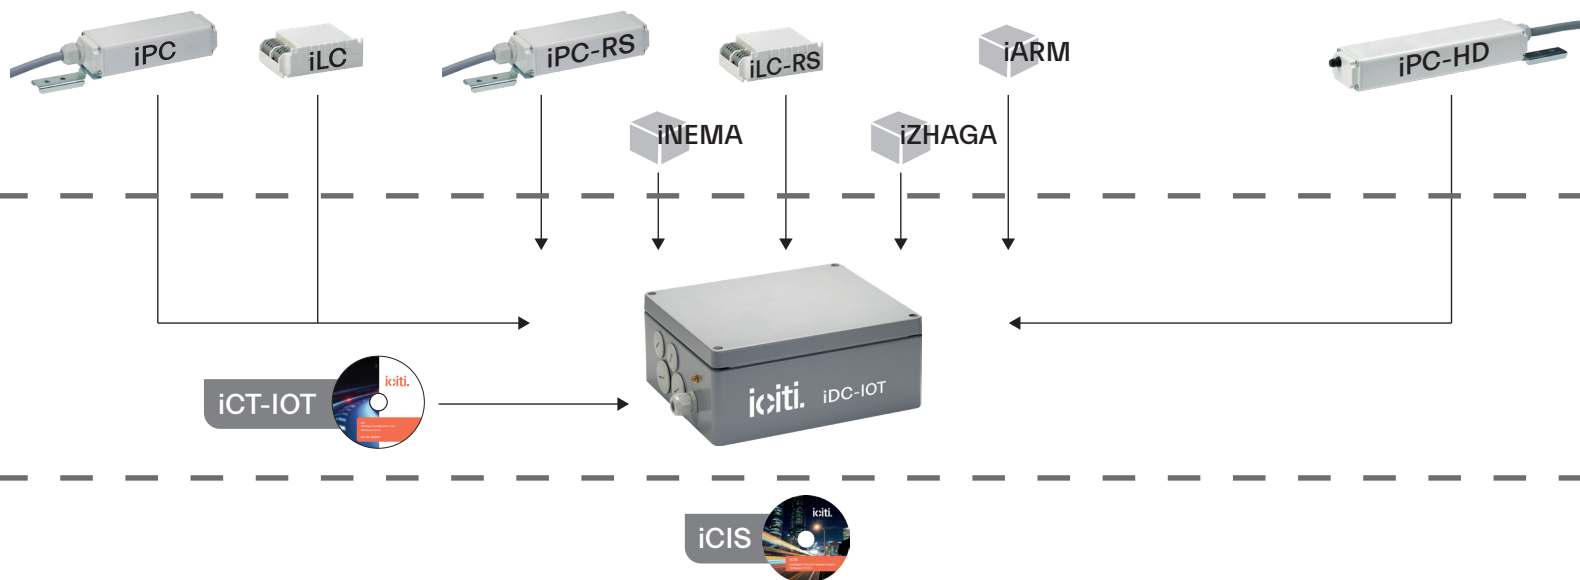 iPC
iLC
iPC-RS
iLC-RS
iARM
iPC-HD
iNEMA
iZHAGA
iCT-IOT
iciti.
iciti.
iDC-IOT
iCIS
iciti.
iCIS